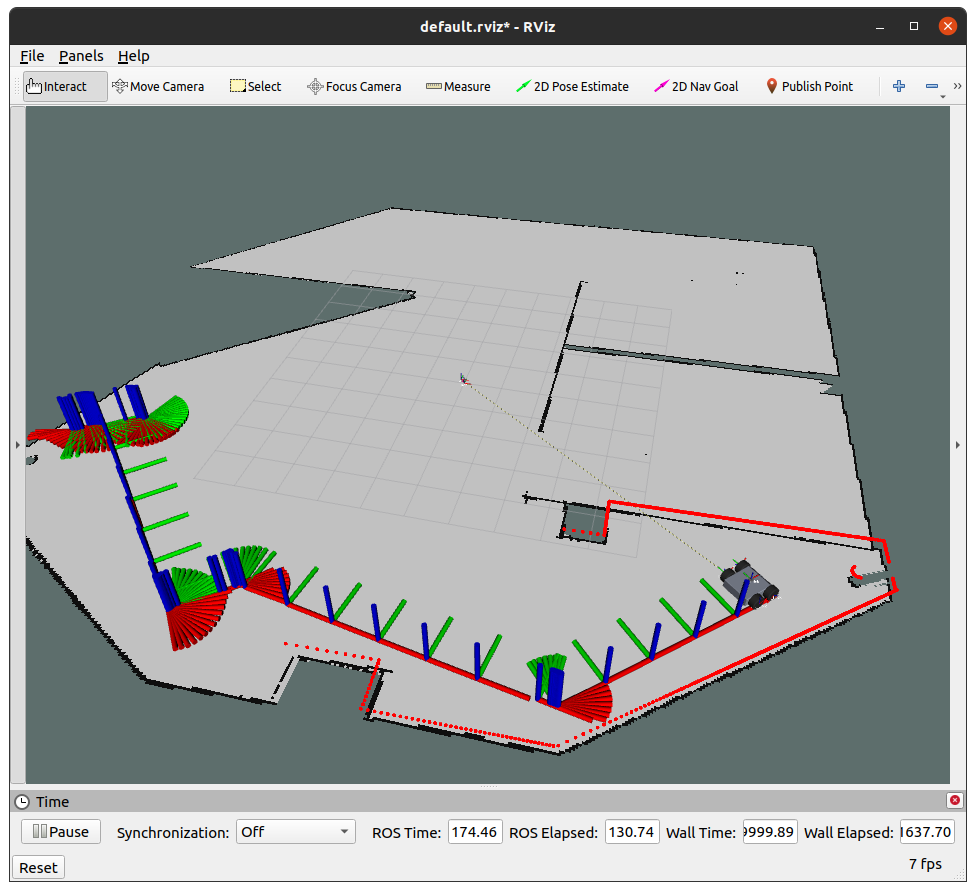 default.rviz* - RViz
File Panels Help
Interact Move Camera Select Focus Camera Measure 2D Pose Estimate 2D Nav Goal Publish Point
Time
Pause Synchronization: Off ROS Time: 174.46 ROS Elapsed: 130.74 Wall Time: 9999.89 Wall Elapsed: 1637.70
Reset 7 fps